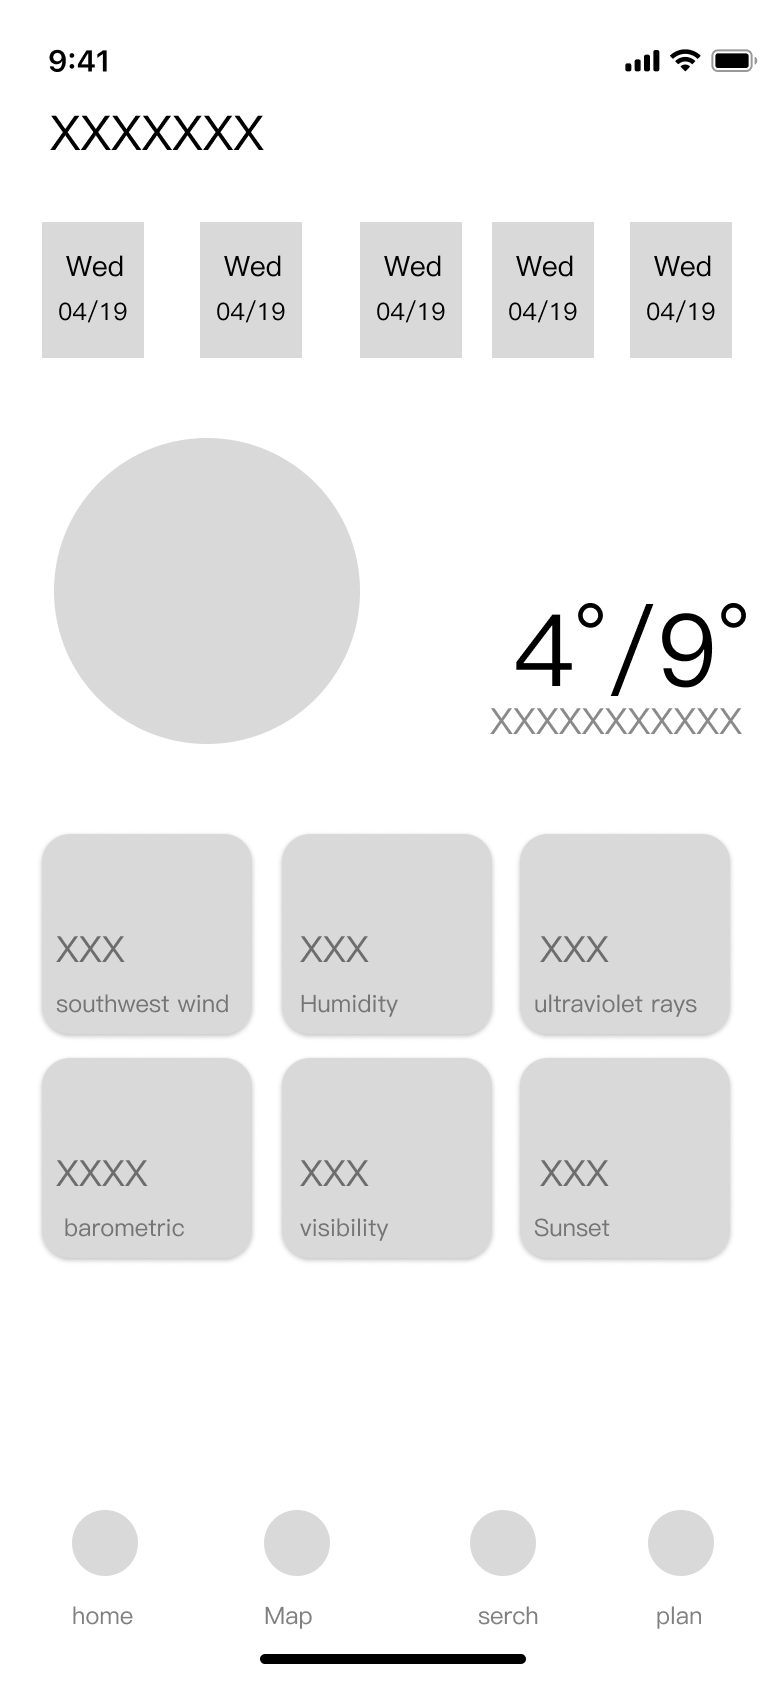 9:41
XXXXXXX
Wed Wed Wed Wed Wed
04/19 04/19 04/19 04/19 04/19
4°/9°
XXXXXXXXXXX
XXX XXX XXX
southwest wind Humidity ultraviolet rays
XXXX XXX XXX
barometric visibility Sunset
home Map serch plan